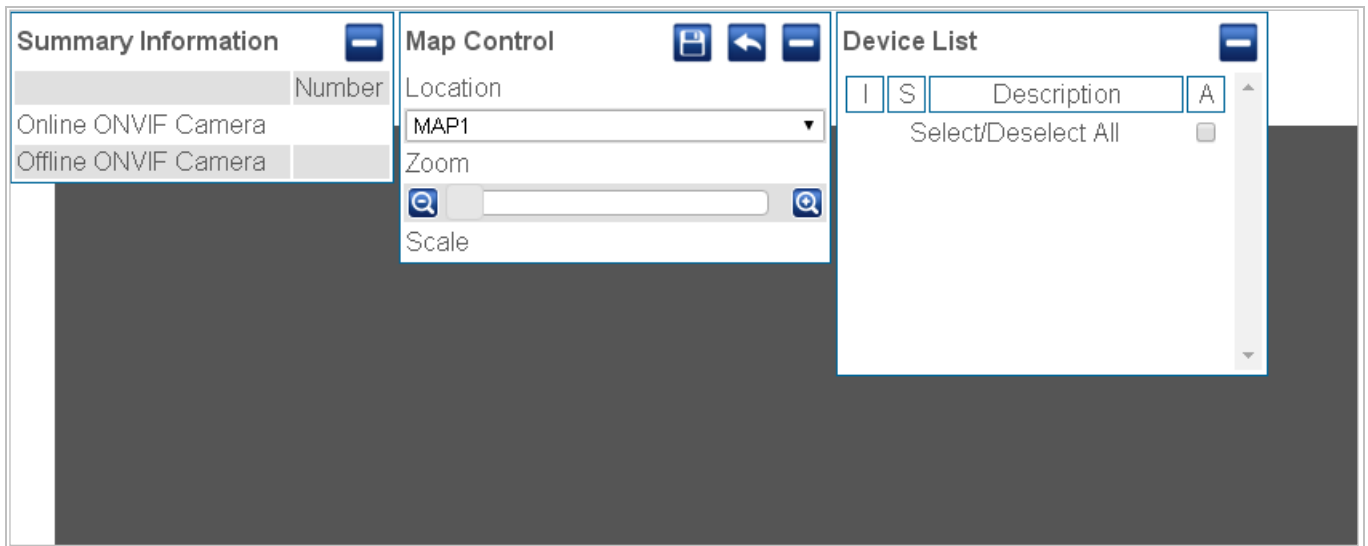 Summary Information
Number
Online ONVIF Camera
Offline ONVIF Camera
Map Control
Location
MAP1
Zoom
Scale
Device List
I S Description A
Select/Deselect All